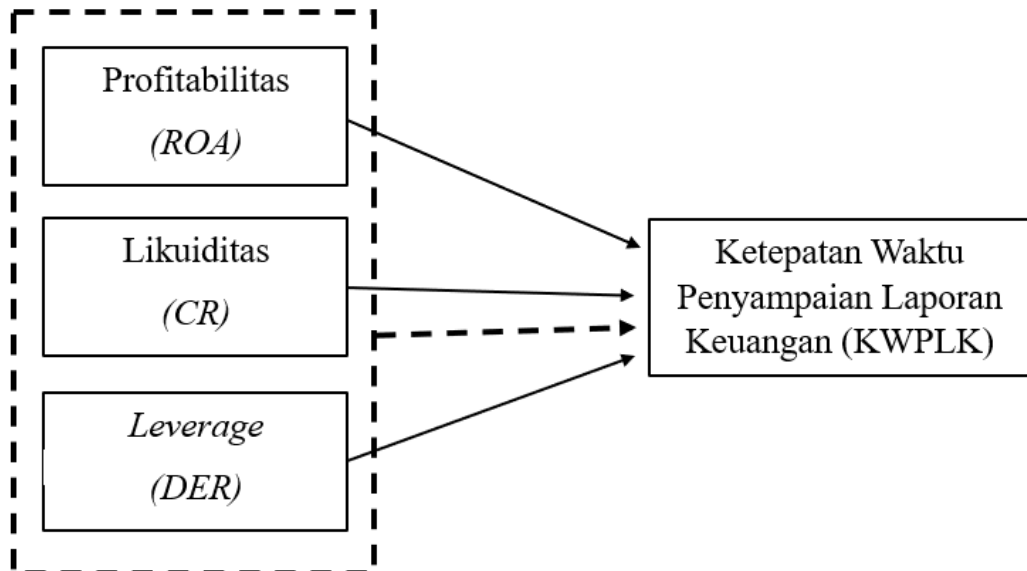 Profitabilitas
(ROA)
Likuiditas
(CR)
Leverage
(DER)
Ketepatan Waktu
Penyampaian Laporan
Keuangan (KWPLK)